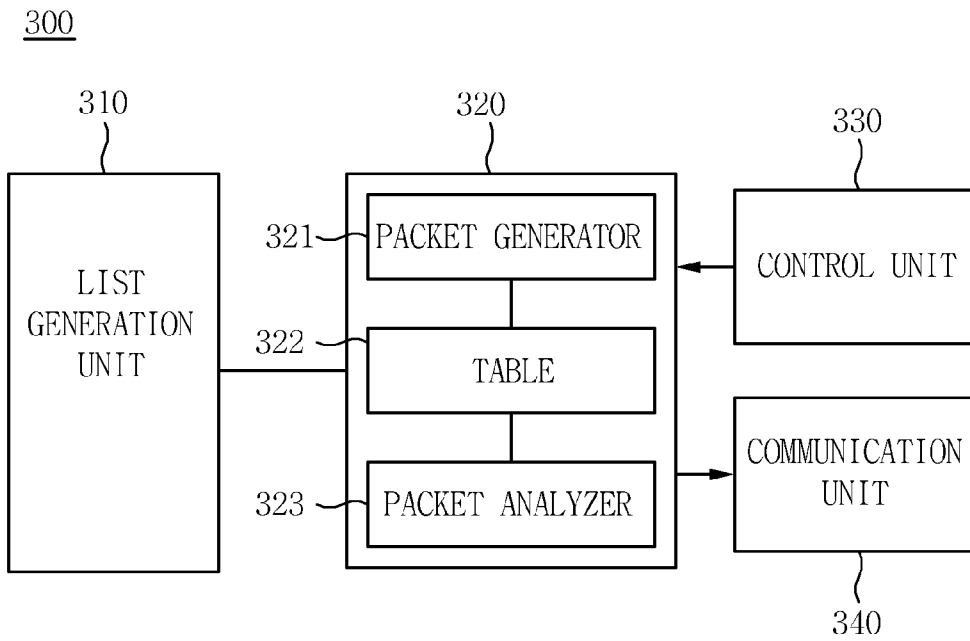 300
310
320
330
LIST
GENERATION
UNIT
321
PACKET GENERATOR
322
TABLE
323
PACKET ANALYZER
CONTROL UNIT
COMMUNICATION
UNIT
340